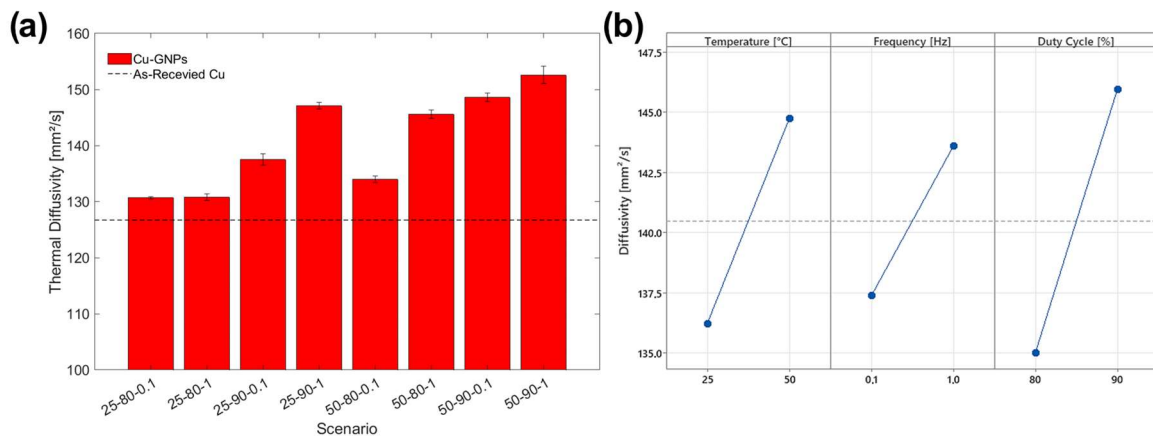 (a)
Thermal Diffusivity [mm²/s]
160
150
140
130
120
110
100
Cu-GNPs
As-Recevied Cu
25-80-0.1
25-80-1
25-90-0.1
25-90-1
50-80-0.1
50-80-1
50-90-0.1
50-90-1
Scenario
(b)
Temperature [°C]
Frequency [Hz]
Duty Cycle [%]
Diffusivity [mm²/s]
147.5
145.0
142.5
140.0
137.5
135.0
25
50
0.1
1.0
80
90